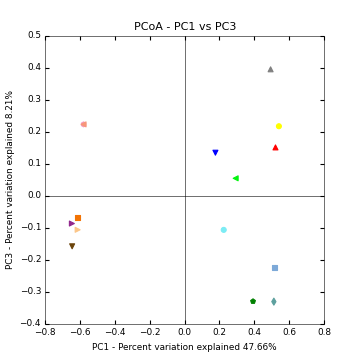 PCoA - PC1 vs PC3
0.5
0.4
0.3
0.2
0.1
0.0
−0.1
−0.2
−0.3
−0.4
PC3 - Percent variation explained 8.21%
−0.8 −0.6 −0.4 −0.2 0.0 0.2 0.4 0.6 0.8
PC1 - Percent variation explained 47.66%